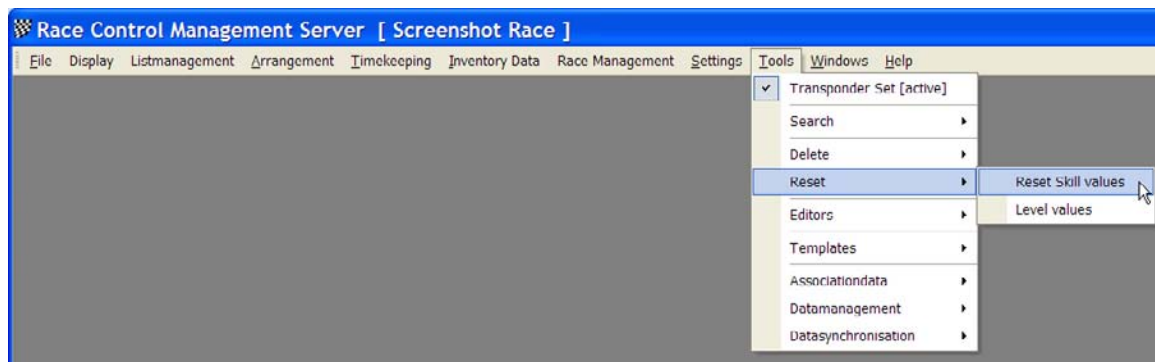 Race Control Management Server [ Screenshot Race ]
File Display Listmanagement Arrangement Timekeeping Inventory Data Race Management Settings Tools Windows Help
Transponder Set [active]
Search
Delete
Reset
Reset Skill values
Level values
Editors
Templates
Associationdata
Datamanagement
Datasynchronisation